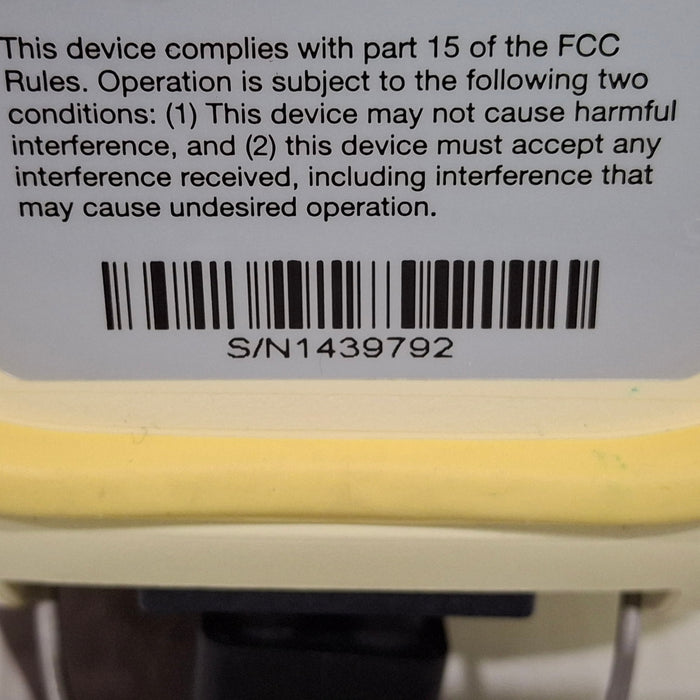 This device complies with part 15 of the FCC
Rules. Operation is subject to the following two
conditions: (1) This device may not cause harmful
interference, and (2) this device must accept any
interference received, including interference that
may cause undesired operation.
S/N1439792